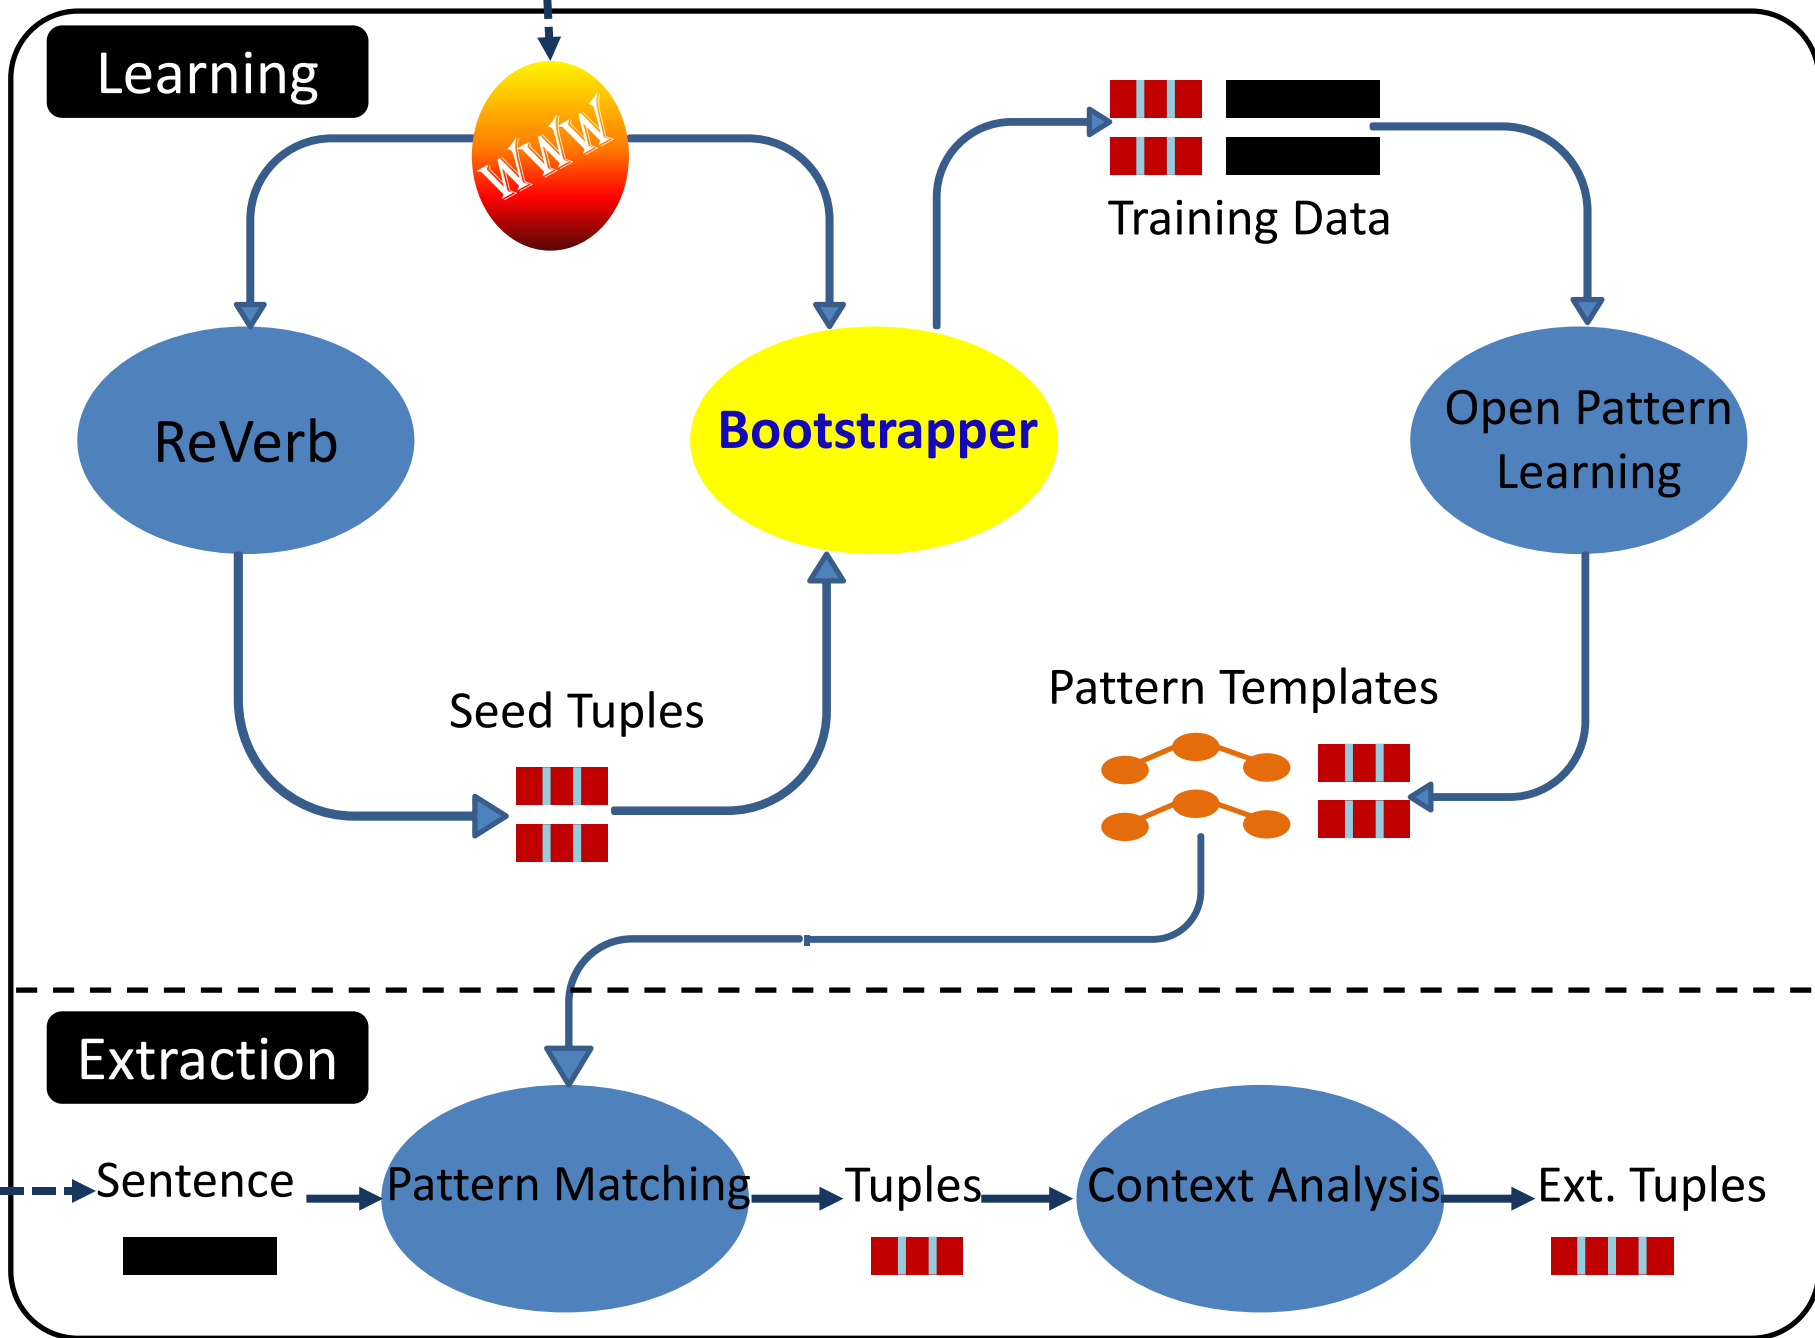 Learning
WWW
Training Data
ReVerb
Bootstrapper
Open Pattern
Learning
Seed Tuples
Pattern Templates
Extraction
Sentence
Pattern Matching
Tuples
Context Analysis
Ext. Tuples